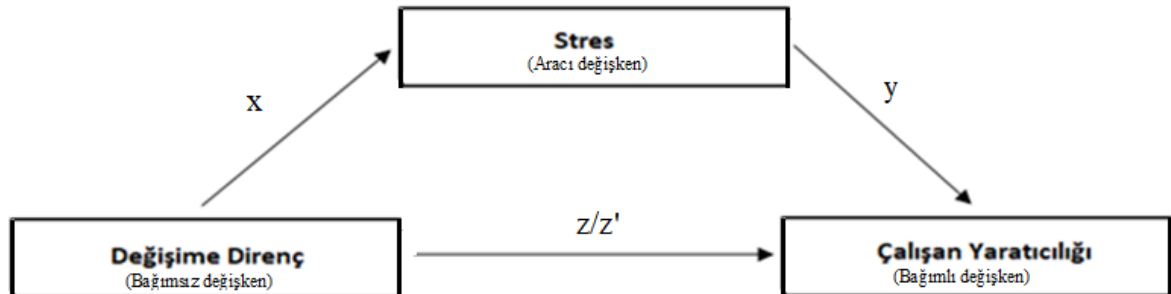 Stres
(Aracı değişken)
x
y
z/z'
Değişime Direnç
(Bağımsız değişken)
Çalışan Yaratıcılığı
(Bağımlı değişken)